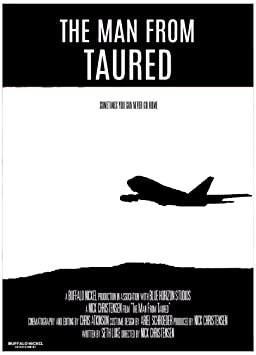 THE MAN FROM
TAURED
SOMETIMES YOU CAN NEVER GO HOME
A BUFFALO NICKEL PRODUCTION IN ASSOCIATION WITH BLUE HORIZON STUDIOS
A NICK CHRISTENSEN FILM "THE MAN FROM TAURED"
CINEMATOGRAPHY AND EDITING BY CHRIS ATCHINSON COSTUME DESIGN BY ARIEL SCHROEDER PRODUCED BY NICK CHRISTENSEN
WRITTEN BY SETH LUKE DIRECTED BY NICK CHRISTENSEN
BUFFALO NICKEL